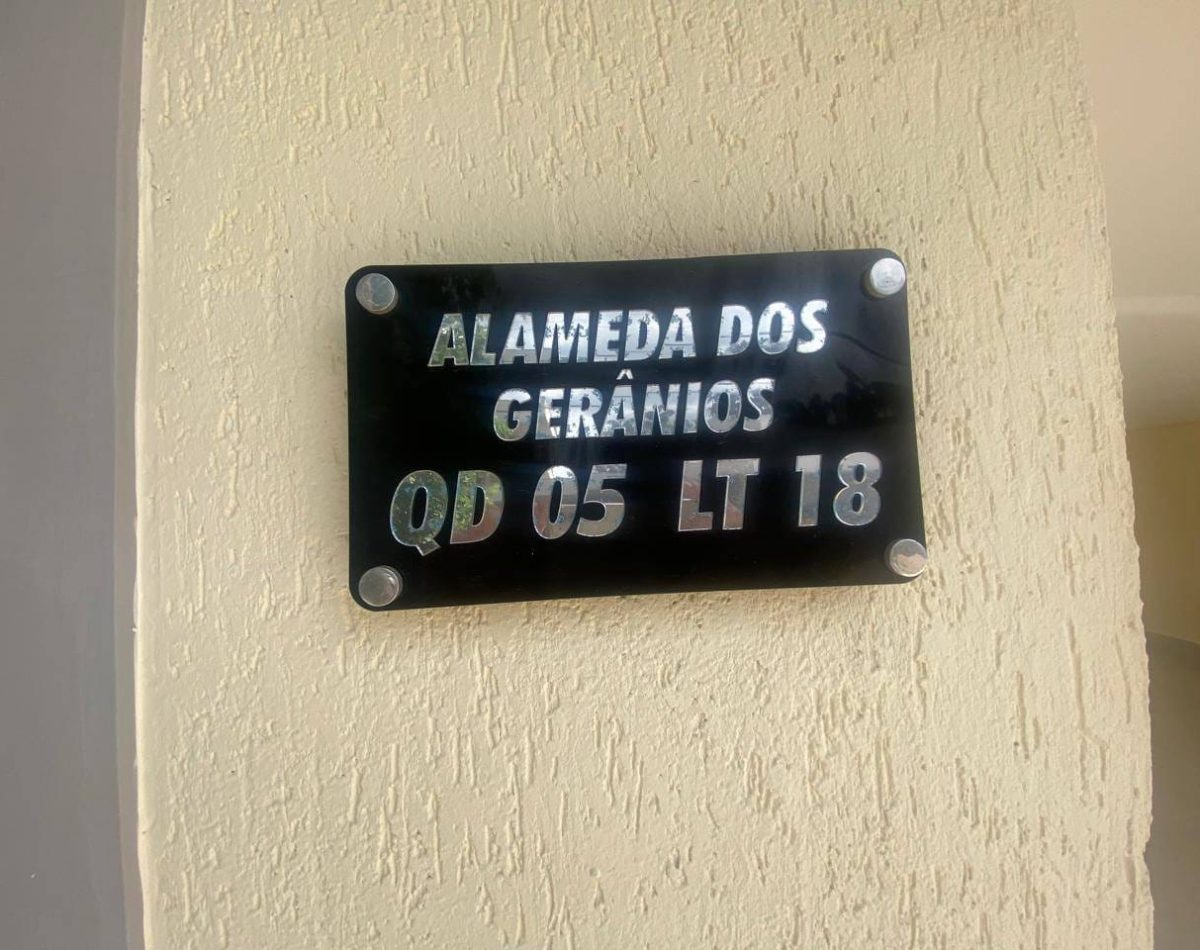 ALAMEDA DOS
GERÂNIOS
QD 05 LT 18